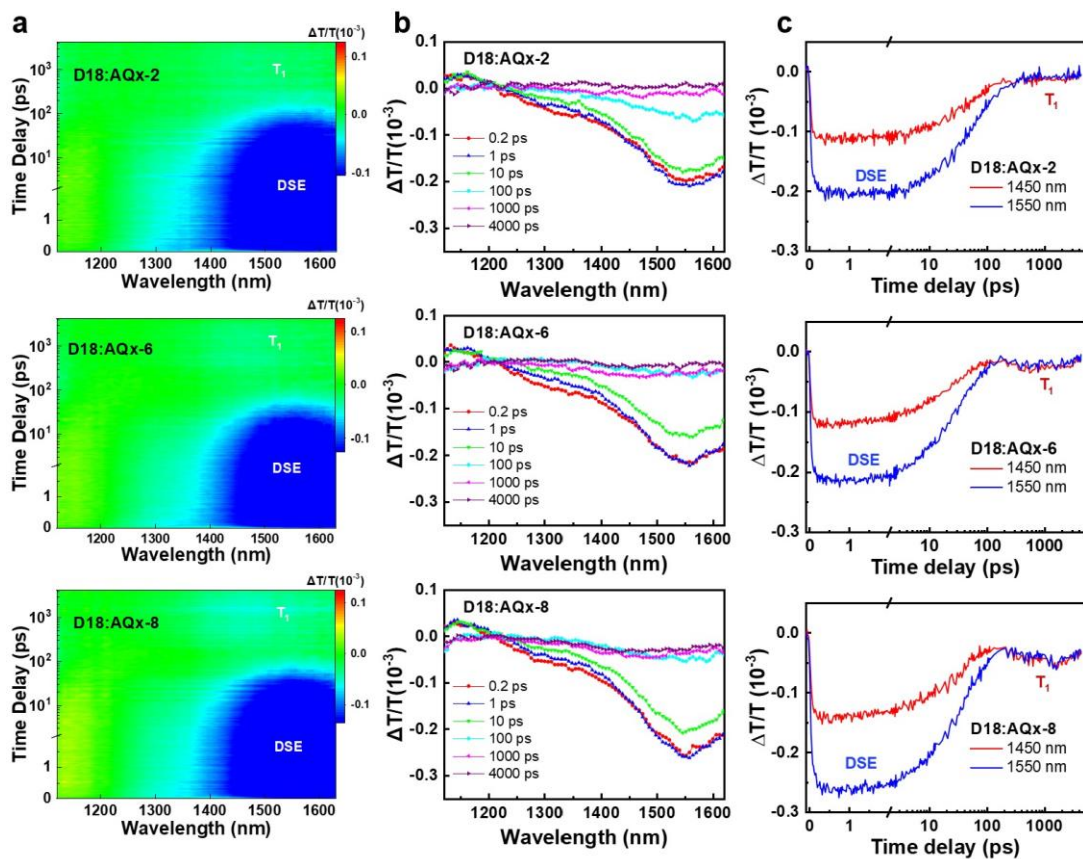 a
ΔT/T(10⁻³)
D18:AQx-2
T₁
DSE
0.1
0.0
-0.1
Time Delay (ps)
10³
10²
10¹
1
0
1200 1300 1400 1500 1600
Wavelength (nm)
ΔT/T(10⁻³)
D18:AQx-6
T₁
DSE
0.1
0.0
-0.1
Time Delay (ps)
10³
10²
10¹
1
0
1200 1300 1400 1500 1600
Wavelength (nm)
ΔT/T(10⁻³)
D18:AQx-8
T₁
DSE
0.1
0.0
-0.1
Time Delay (ps)
10³
10²
10¹
1
0
1200 1300 1400 1500 1600
Wavelength (nm)
b
D18:AQx-2
ΔT/T(10⁻³)
0.1
0.0
-0.1
-0.2
-0.3
0.2 ps
1 ps
10 ps
100 ps
1000 ps
4000 ps
1200 1300 1400 1500 1600
Wavelength (nm)
D18:AQx-6
ΔT/T(10⁻³)
0.1
0.0
-0.1
-0.2
-0.3
0.2 ps
1 ps
10 ps
100 ps
1000 ps
4000 ps
1200 1300 1400 1500 1600
Wavelength (nm)
D18:AQx-8
ΔT/T(10⁻³)
0.1
0.0
-0.1
-0.2
-0.3
0.2 ps
1 ps
10 ps
100 ps
1000 ps
4000 ps
1200 1300 1400 1500 1600
Wavelength (nm)
c
ΔT/T (10⁻³)
0.0
-0.1
-0.2
-0.3
T₁
DSE
D18:AQx-2
1450 nm
1550 nm
0 1 10 100 1000
Time delay (ps)
ΔT/T (10⁻³)
0.0
-0.1
-0.2
-0.3
T₁
DSE
D18:AQx-6
1450 nm
1550 nm
0 1 10 100 1000
Time delay (ps)
ΔT/T (10⁻³)
0.0
-0.1
-0.2
-0.3
T₁
DSE
D18:AQx-8
1450 nm
1550 nm
0 1 10 100 1000
Time delay (ps)